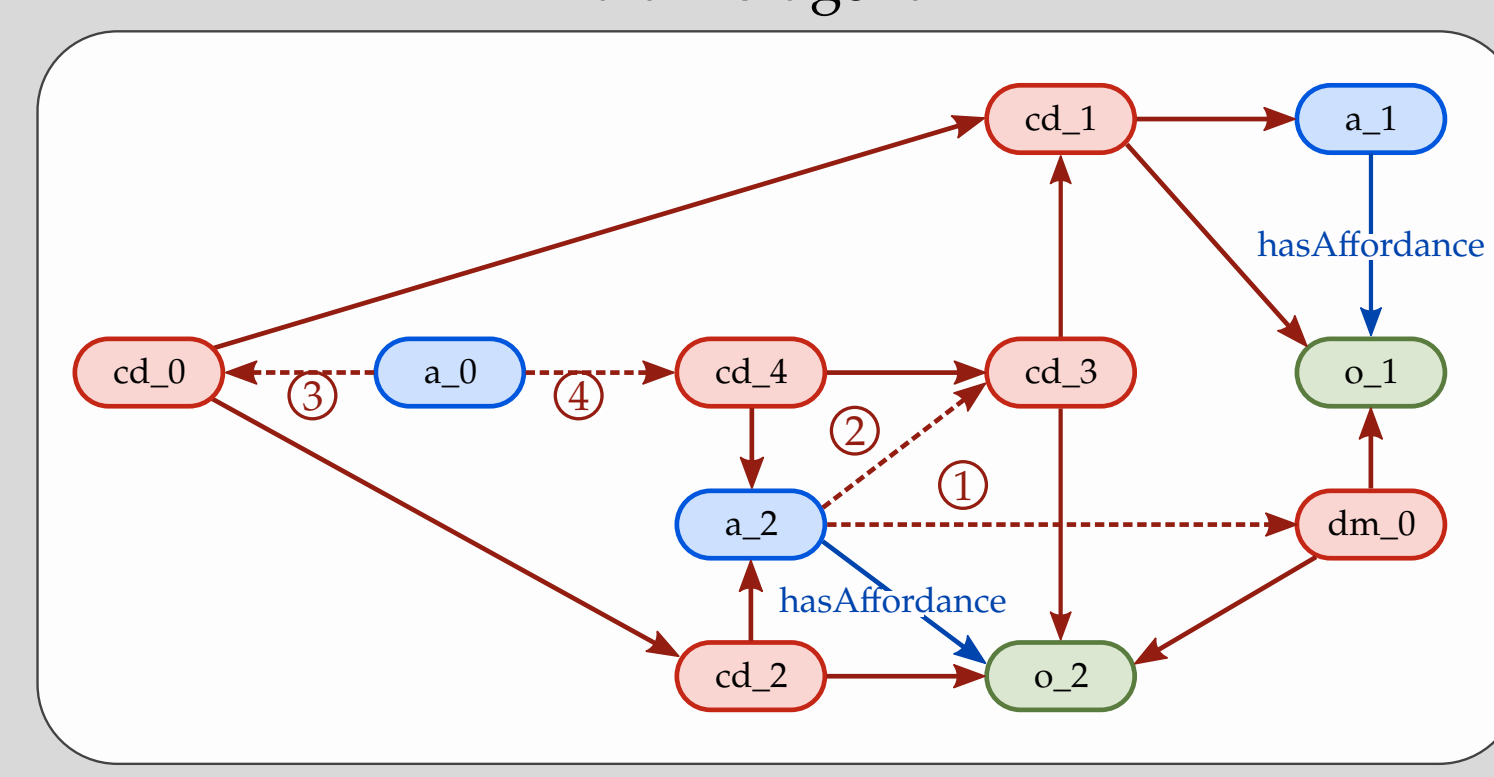 cd_1 a_1
hasAffordance
cd_0 a_0 cd_4 cd_3 o_1
3 4
2
1
a_2 dm_0
hasAffordance
cd_2 o_2